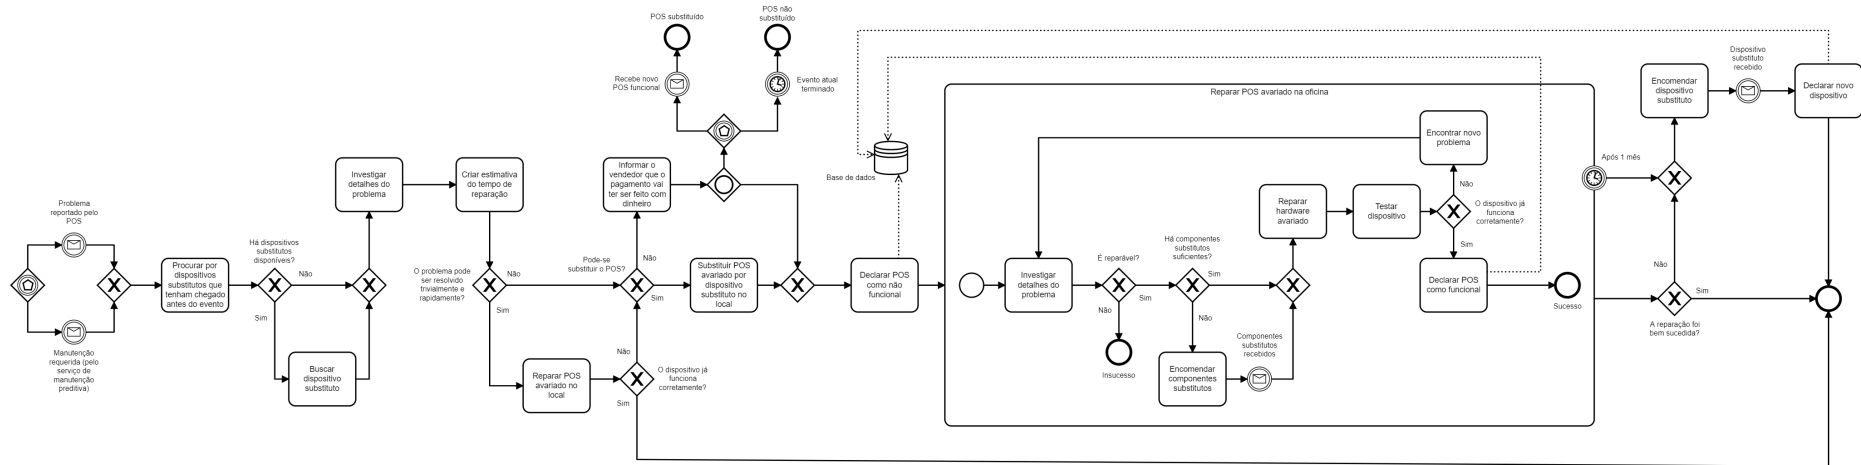 POS substituído
POS não
substituído
Recebe novo
POS funcional
Evento atual
terminado
Problema
reportado pelo
POS
Manutenção
requerida (pelo
serviço de
manutenção
preditiva)
Procurar por
dispositivos
substitutos que
tenham chegado
antes do evento
Há dispositivos
substitutos
disponíveis?
Não
Sim
Buscar
dispositivo
substituto
Investigar
detalhes do
problema
Criar estimativa
do tempo de
reparação
O problema pode
ser resolvido
trivialmente e
rapidamente?
Não
Sim
Reparar POS
avariado no
local
O dispositivo já
funciona
corretamente?
Não
Sim
Pode-se
substituir o POS?
Não
Sim
Informar o
vendedor que o
pagamento vai
ter ser feito com
dinheiro
Substituir POS
avariado por
dispositivo
substituto no
local
Declarar POS
como não
funcional
Base de dados
Reparar POS avariado na oficina
Investigar
detalhes do
problema
É reparável?
Sim
Não
Insucesso
Há componentes
substitutos
suficientes?
Sim
Não
Encomendar
componentes
substitutos
Componentes
substitutos
recebidos
Reparar
hardware
avariado
Testar
dispositivo
O dispositivo já
funciona
corretamente?
Não
Sim
Encontrar novo
problema
Declarar POS
como funcional
Sucesso
Após 1 mês
A reparação foi
bem sucedida?
Não
Sim
Encomendar
dispositivo
substituto
Dispositivo
substituto
recebido
Declarar novo
dispositivo